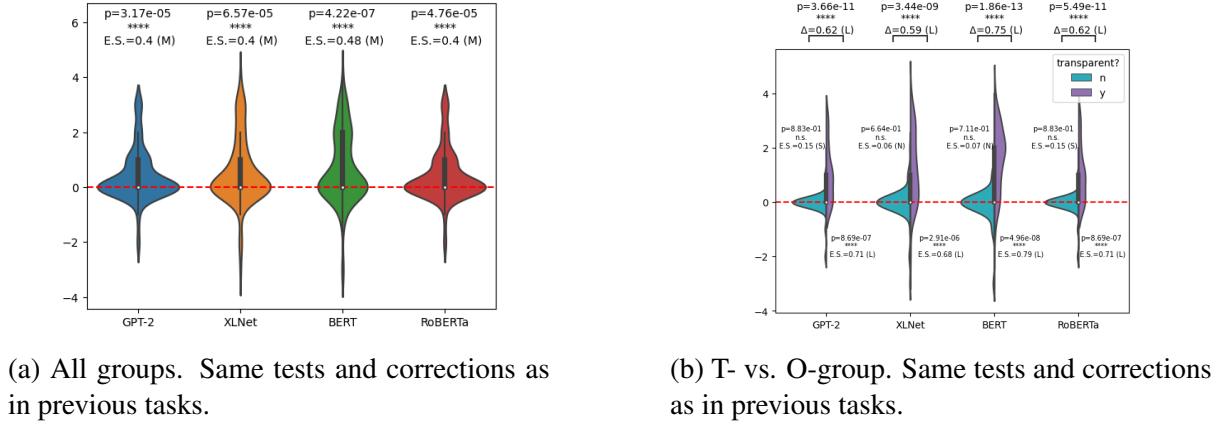 p=3.17e-05 p=6.57e-05 p=4.22e-07 p=4.76e-05
**** **** **** ****
E.S.=0.4 (M) E.S.=0.4 (M) E.S.=0.48 (M) E.S.=0.4 (M)
6
4
2
0
−2
−4
GPT-2 XLNet BERT RoBERTa
(a) All groups. Same tests and corrections as
in previous tasks.
p=3.66e-11 p=3.44e-09 p=1.86e-13 p=5.49e-11
**** **** **** ****
Δ=0.62 (L) Δ=0.59 (L) Δ=0.75 (L) Δ=0.62 (L)
transparent?
n
y
4
p=8.83e-01 p=6.64e-01 p=7.11e-01 p=8.83e-01
n.s. n.s. n.s. n.s.
2 E.S.=0.15 (S) E.S.=0.06 (N) E.S.=0.07 (N) E.S.=0.15 (S)
0
p=8.69e-07 p=2.91e-06 p=4.96e-08 p=8.69e-07
**** **** **** ****
−2 E.S.=0.71 (L) E.S.=0.68 (L) E.S.=0.79 (L) E.S.=0.71 (L)
−4
GPT-2 XLNet BERT RoBERTa
(b) T- vs. O-group. Same tests and corrections
as in previous tasks.